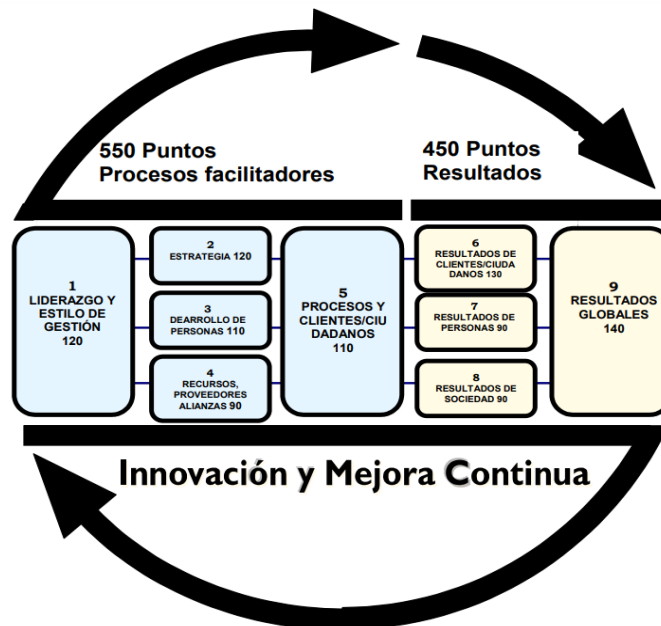 550 Puntos
Procesos facilitadores
450 Puntos
Resultados
1
LIDERAZGO Y
ESTILO DE
GESTIÓN
120
2
ESTRATEGIA 120
3
DEARROLLO DE
PERSONAS 110
4
RECURSOS,
PROVEEDORES
ALIANZAS 90
5
PROCESOS Y
CLIENTES/CIU
DADANOS
110
6
RESULTADOS DE
CLIENTES/CIUDA
DANOS 130
7
RESULTADOS DE
PERSONAS 90
8
RESULTADOS DE
SOCIEDAD 90
9
RESULTADOS
GLOBALES
140
Innovación y Mejora Continua